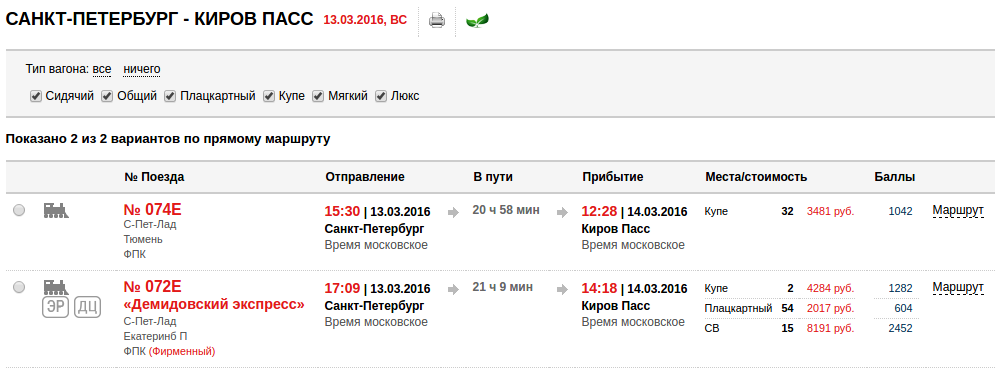 САНКТ-ПЕТЕРБУРГ - КИРОВ ПАСС 13.03.2016, ВС
Тип вагона: все ничего
Сидячий Общий Плацкартный Купе Мягкий Люкс
Показано 2 из 2 вариантов по прямому маршруту
№ Поезда Отправление В пути Прибытие Места/стоимость Баллы
№ 074Е 15:30 | 13.03.2016 20 ч 58 мин 12:28 | 14.03.2016 Купе 32 3481 руб. 1042 Маршрут
С-Пет-Лад Санкт-Петербург Киров Пасс
Тюмень Время московское Время московское
ФПК
№ 072Е 17:09 | 13.03.2016 21 ч 9 мин 14:18 | 14.03.2016 Купе 2 4284 руб. 1282 Маршрут
ЭР ДЦ «Демидовский экспресс» Санкт-Петербург Киров Пасс Плацкартный 54 2017 руб. 604
С-Пет-Лад Время московское Время московское СВ 15 8191 руб. 2452
Екатеринб П
ФПК (Фирменный)